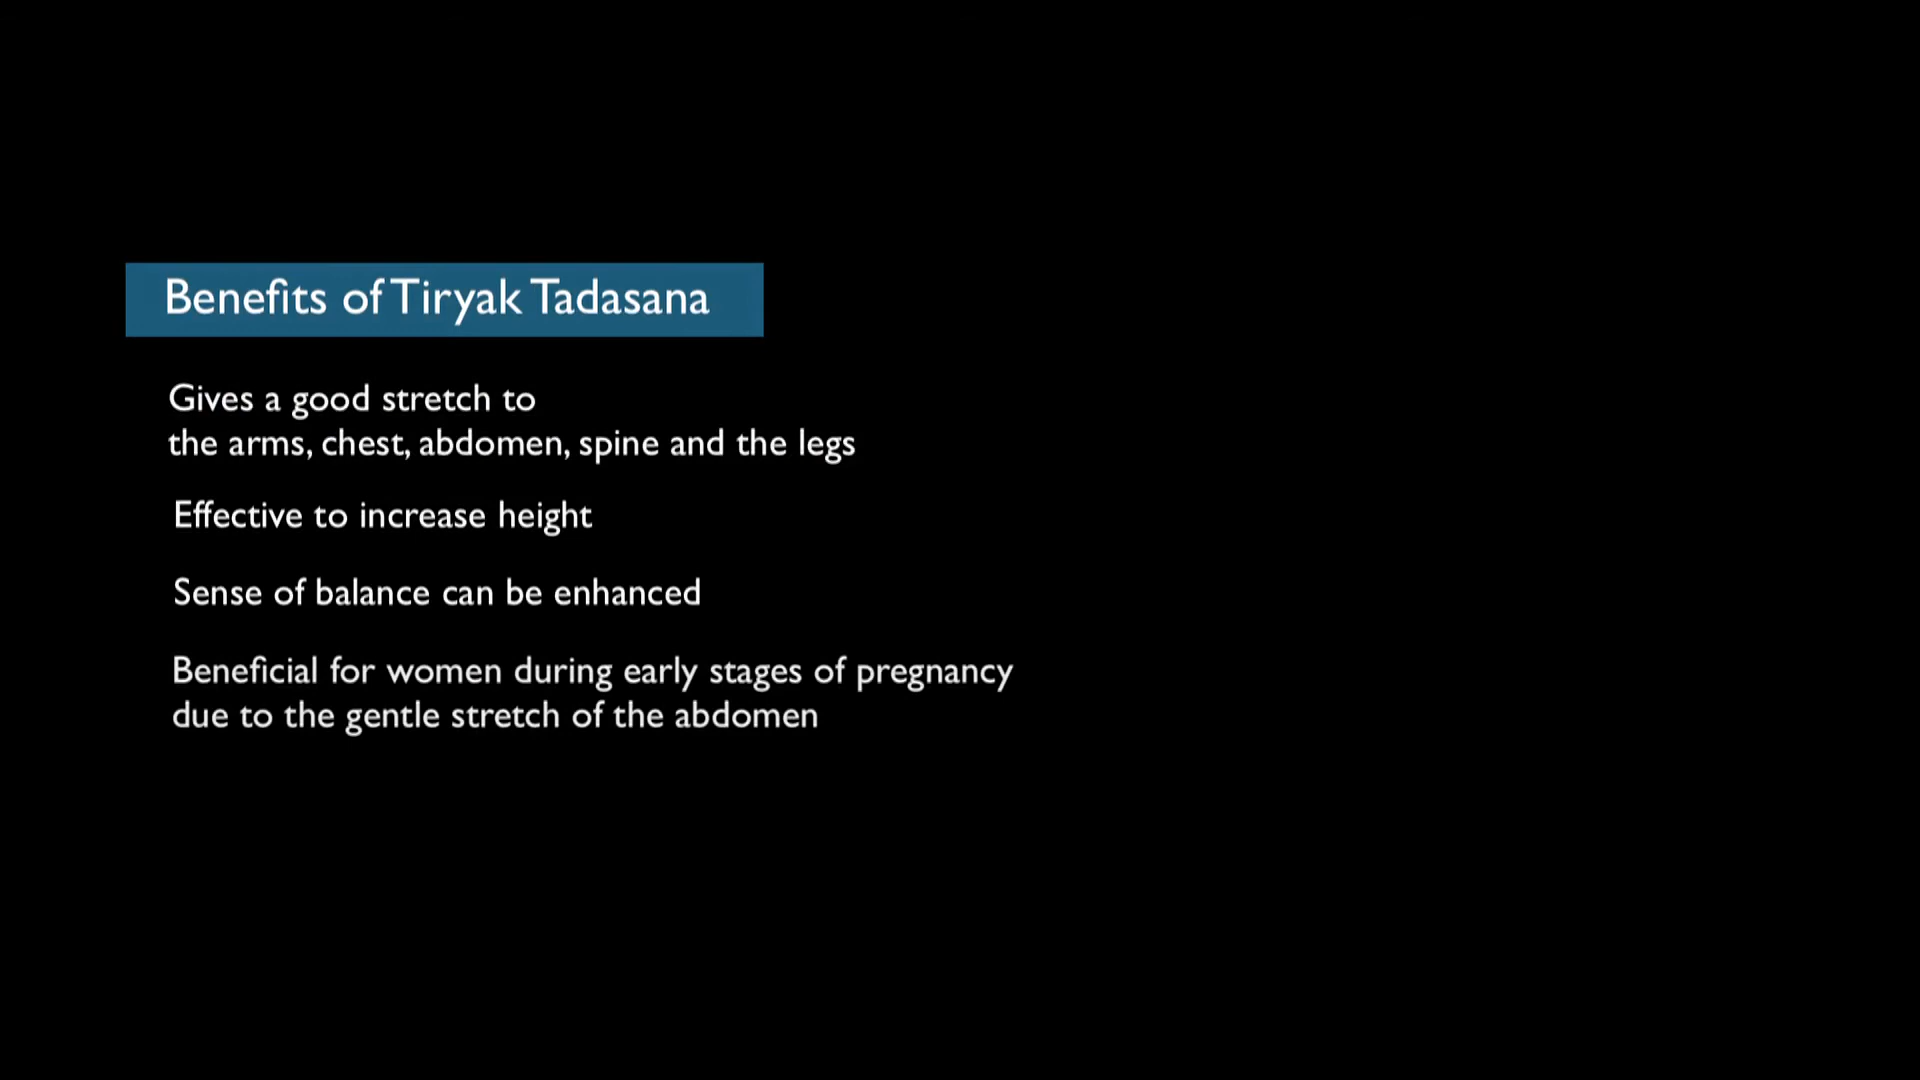 Benefits of Tiryak Tadasana
Gives a good stretch to
the arms, chest, abdomen, spine and the legs
Effective to increase height
Sense of balance can be enhanced
Beneficial for women during early stages of pregnancy
due to the gentle stretch of the abdomen